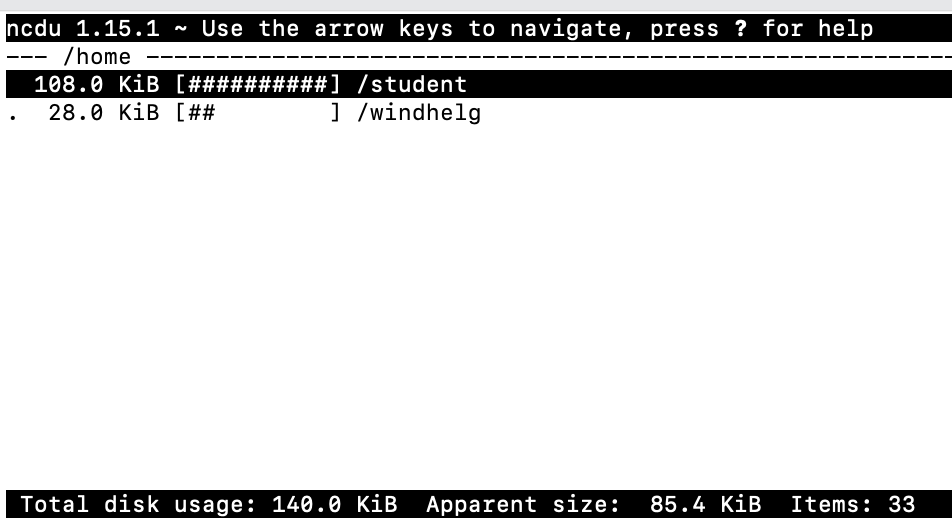 ncdu 1.15.1 ~ Use the arrow keys to navigate, press ? for help
--- /home ----------------------------------------------------------
  108.0 KiB [##########] /student
.  28.0 KiB [##        ] /windhelg
 Total disk usage: 140.0 KiB  Apparent size:  85.4 KiB  Items: 33